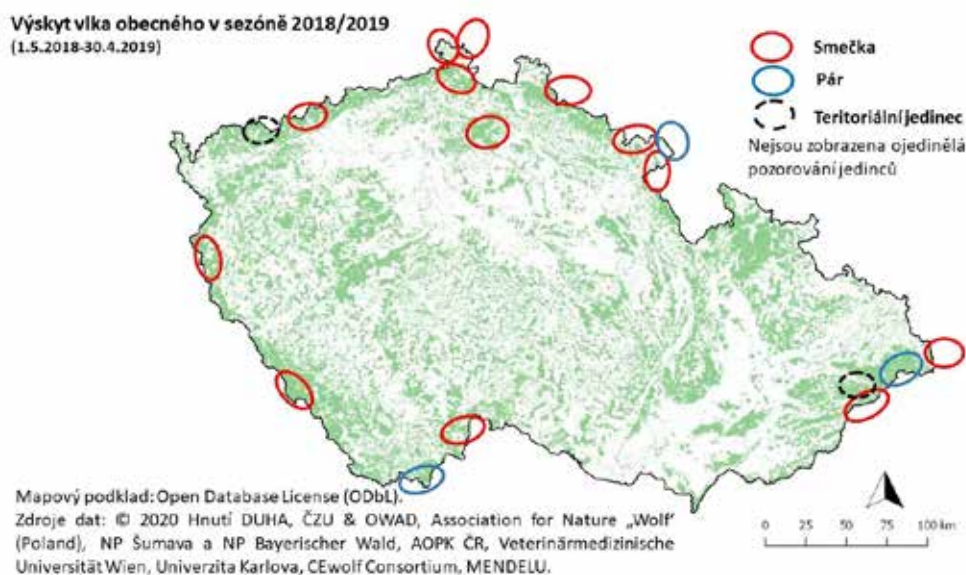 Výskyt vlka obecného v sezóně 2018/2019
(1.5.2018-30.4.2019)
Smečka
Pár
Teritoriální jedinec
Nejsou zobrazena ojedinělá
pozorování jedinců
Mapový podklad: Open Database License (ODbL).
Zdroje dat: © 2020 Hnutí DUHA, ČZU & OWAD, Association for Nature „Wolf“
(Poland), NP Šumava a NP Bayerischer Wald, AOPK ČR, Veterinärmedizinische
Universität Wien, Univerzita Karlova, CEwolf Consortium, MENDELU.
0 25 50 75 100 km